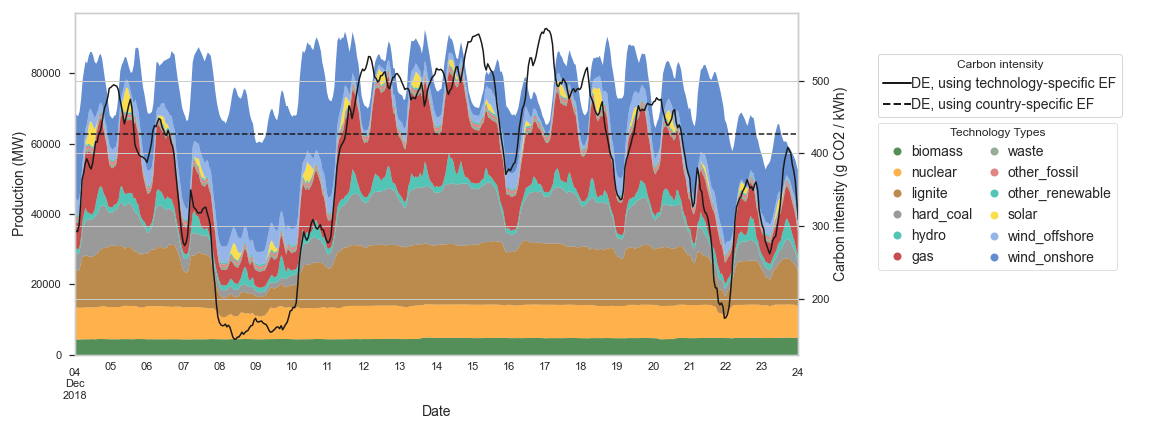 Production (MW)
80000
60000
40000
20000
0
500
400
300
200
Carbon intensity (g CO2 / kWh)
04 05 06 07 08 09 10 11 12 13 14 15 16 17 18 19 20 21 22 23 24
Dec
2018
Date
Carbon intensity
DE, using technology-specific EF
DE, using country-specific EF
Technology Types
biomass waste
nuclear other_fossil
lignite other_renewable
hard_coal solar
hydro wind_offshore
gas wind_onshore